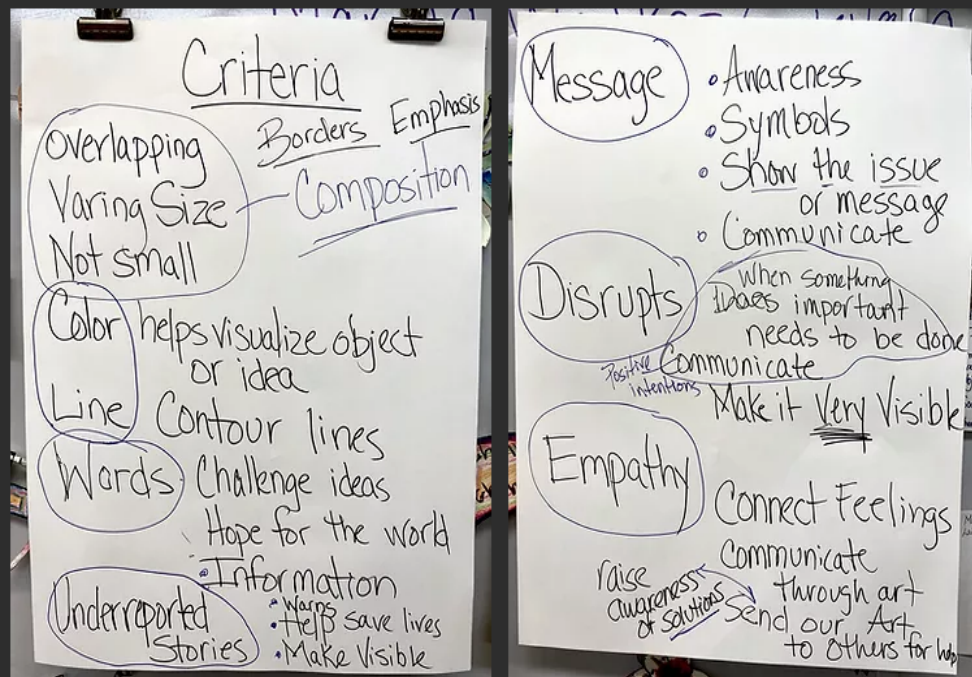 Criteria
Borders Emphasis
Overlapping
Varing Size
Not small
Composition
Color helps visualize object
or idea
Line Contour lines
Words Challenge ideas
Hope for the world
• Information
Underreported
Stories
• Warns
• Help save lives
• Make Visible
Message
• Awareness
• Symbols
• Show the issue
or message
• Communicate
Disrupts
When something
important
needs to be done
Communicate
Positive
intentions
Make it Very Visible
Empathy
Connect Feelings
Communicate
through art
raise
awareness
of solutions
Send our Art
to others for help